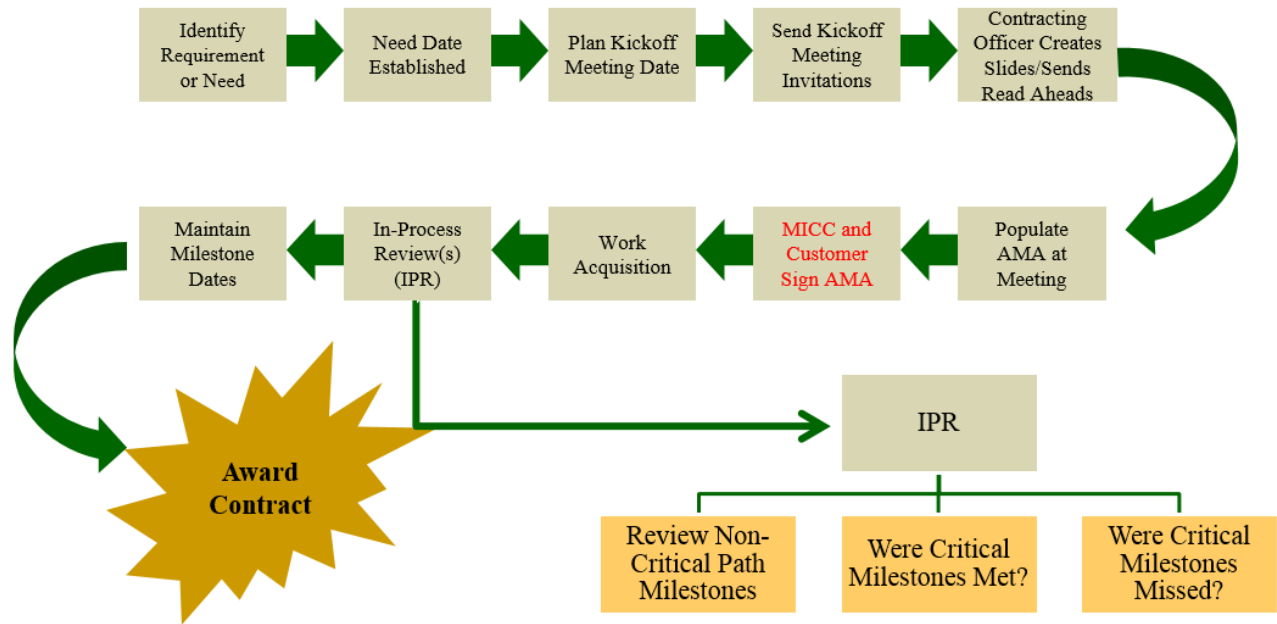 Identify
Requirement
or Need
Need Date
Established
Plan Kickoff
Meeting Date
Send Kickoff
Meeting
Invitations
Contracting
Officer Creates
Slides/Sends
Read Aheads
Populate
AMA at
Meeting
MICC and
Customer
Sign AMA
Work
Acquisition
In-Process
Review(s)
(IPR)
Maintain
Milestone
Dates
Award
Contract
IPR
Review Non-
Critical Path
Milestones
Were Critical
Milestones Met?
Were Critical
Milestones
Missed?